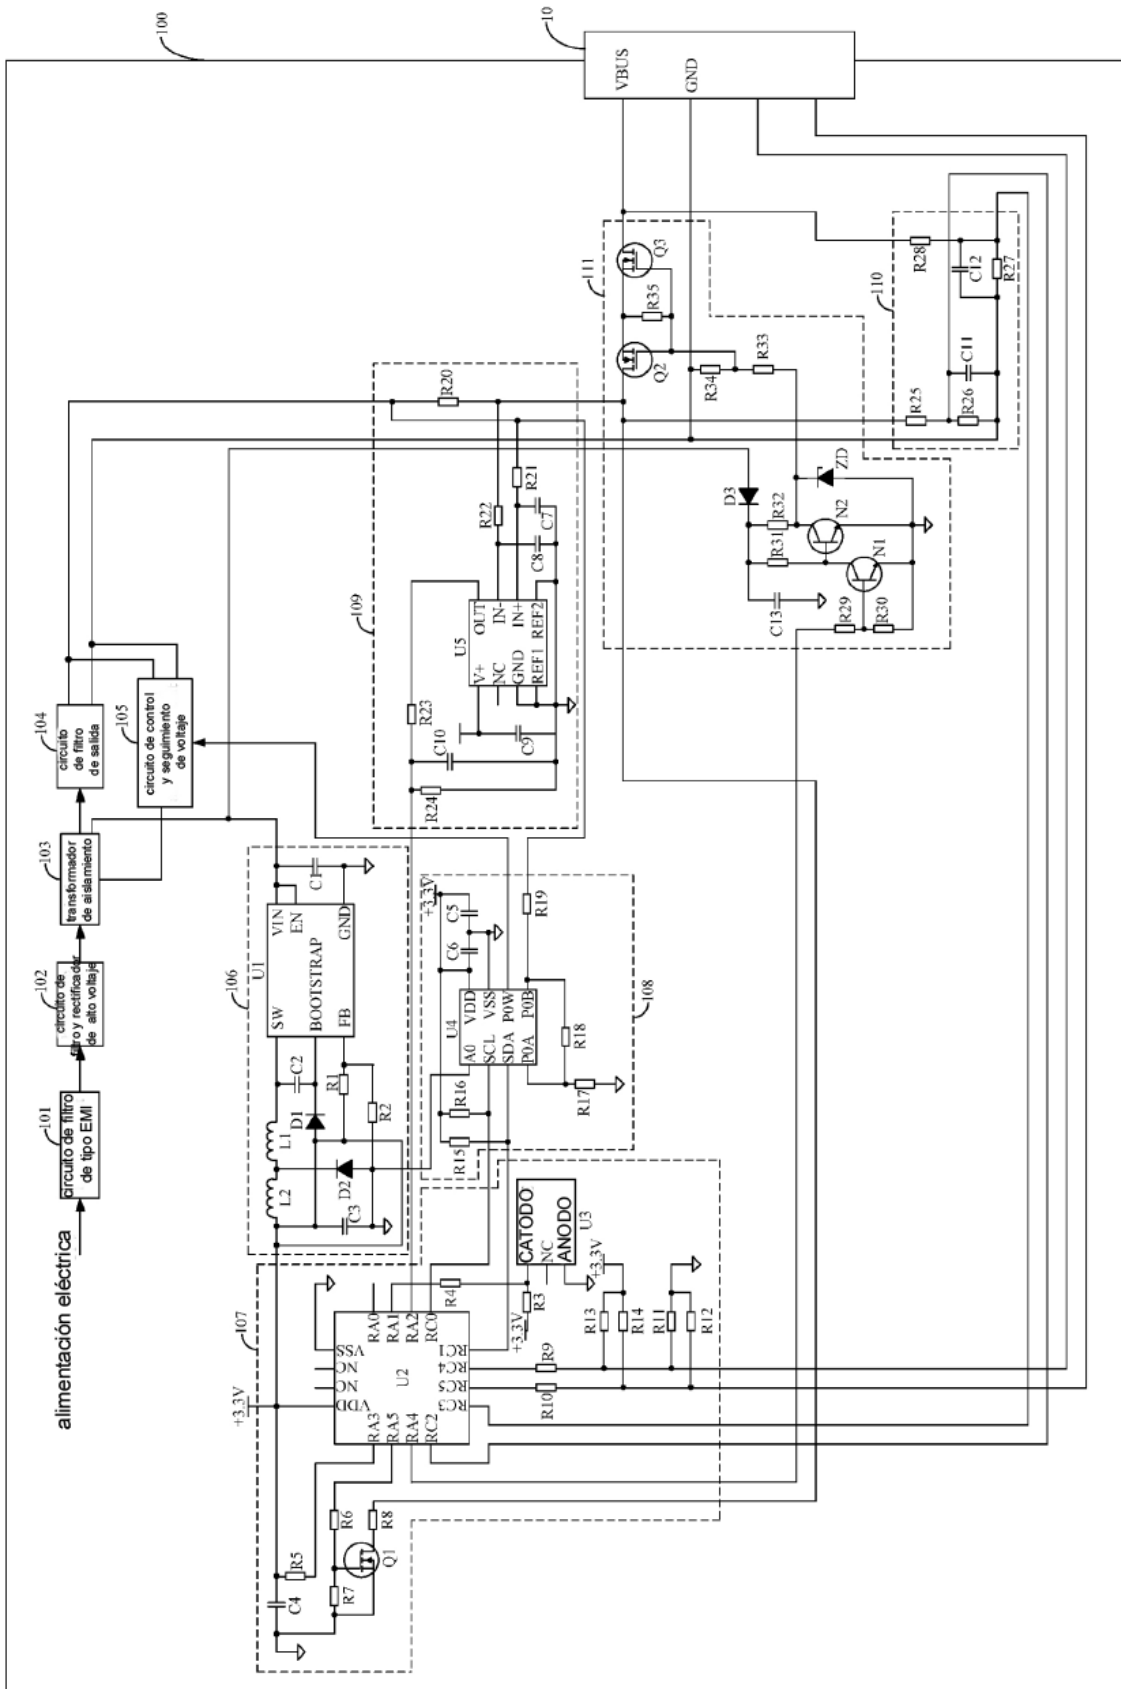 100
10
VBUS
GND
alimentación eléctrica
101
circuito de filtro
de tipo EMI
102
circuito de
filtro y rectificador
de alto voltaje
103
transformador
de aislamiento
104
circuito
de filtro
de salida
105
circuito de control
y seguimiento
de voltaje
106
U1
SW
VIN
EN
BOOTSTRAP
FB
GND
L2
L1
C2
D1
R1
D2
R2
C3
C1
107
+3.3V
VSS
NC
NC
VDD
RA0
RA1
RA2
RC0
U2
RA3
RA5
RA4
RC2
RC1
RC4
RC5
RC3
C4
R5
R7
R6
Q1
R8
R4
R3
+3.3V
CATODO
NC
ANODO
U3
R9
R10
+3.3V
R13
R14
R11
R12
108
+3.3V
C5
C6
U4
A0
VDD
SCL
VSS
SDA
P0W
P0A
P0B
R15
R16
R17
R18
R19
109
R20
R21
R22
C7
C8
U5
V+
OUT
NC
IN-
GND
IN+
REF1
REF2
R23
C10
C9
R24
110
R28
C12
R27
C11
R25
R26
111
Q3
R35
Q2
R34
R33
D3
R32
ZD
R31
N2
N1
C13
R29
R30